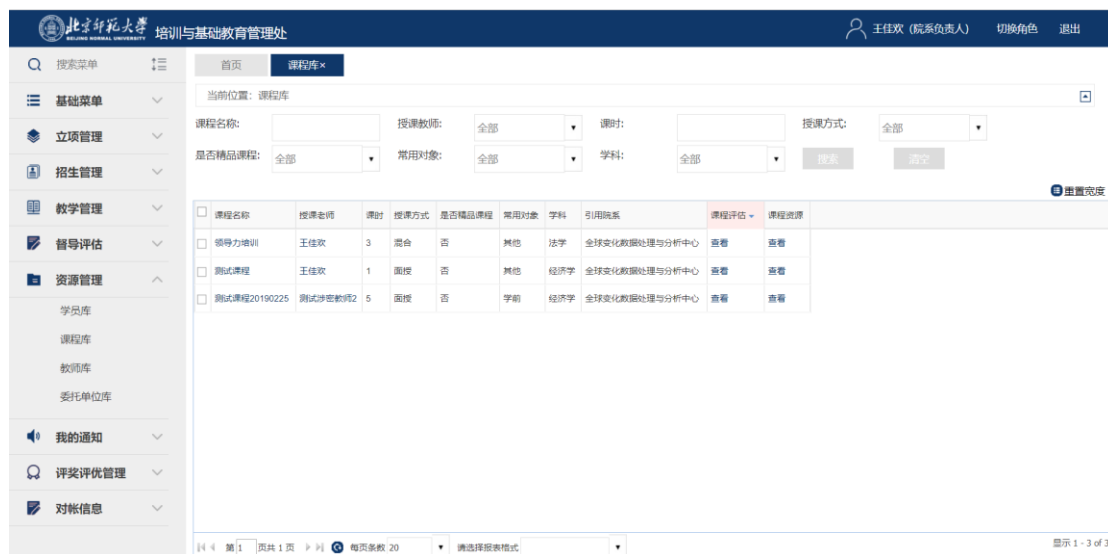 北京师范大学 培训与基础教育管理处 王佳欢（院系负责人） 切换角色 退出
BEIJING NORMAL UNIVERSITY
搜索菜单
基础菜单
立项管理
招生管理
教学管理
督导评估
资源管理
学员库
课程库
教师库
委托单位库
我的通知
评奖评优管理
对帐信息
首页 课程库×
当前位置：课程库
课程名称: 授课教师: 全部 课时: 授课方式: 全部
是否精品课程: 全部 常用对象: 全部 学科: 全部 搜索 清空
重置宽度
课程名称 授课老师 课时 授课方式 是否精品课程 常用对象 学科 引用院系 课程评估 课程资源
领导力培训 王佳欢 3 混合 否 其他 法学 全球变化数据处理与分析中心 查看 查看
测试课程 王佳欢 1 面授 否 其他 经济学 全球变化数据处理与分析中心 查看 查看
测试课程20190225 测试涉密教师2 5 面授 否 学前 经济学 全球变化数据处理与分析中心 查看 查看
第 1 页共 1 页 每页条数 20 请选择报表格式 显示 1 - 3 of 3